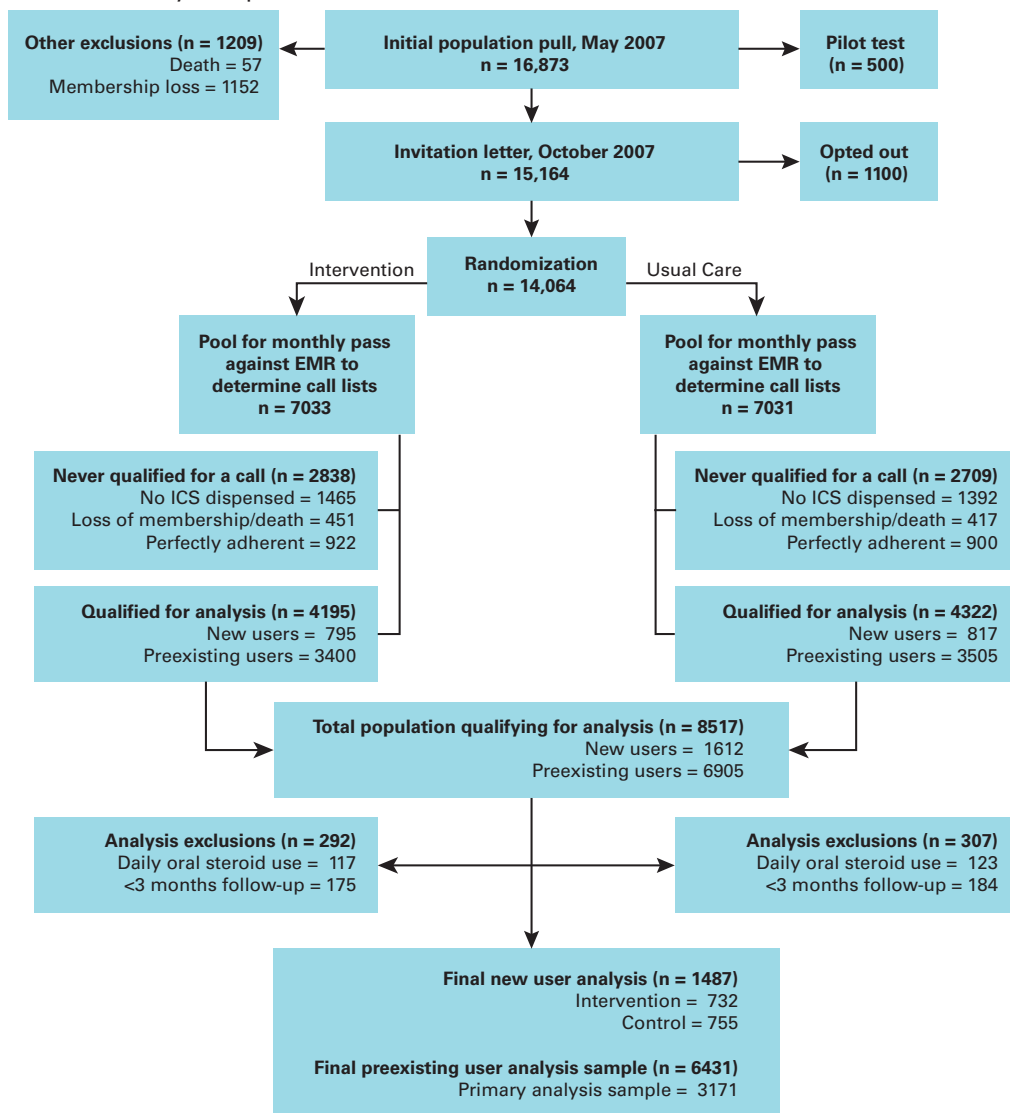 Other exclusions (n = 1209)
Death = 57
Membership loss = 1152
Initial population pull, May 2007
n = 16,873
Pilot test
(n = 500)
Invitation letter, October 2007
n = 15,164
Opted out
(n = 1100)
Intervention
Randomization
n = 14,064
Usual Care
Pool for monthly pass
against EMR to
determine call lists
n = 7033
Pool for monthly pass
against EMR to
determine call lists
n = 7031
Never qualified for a call (n = 2838)
No ICS dispensed = 1465
Loss of membership/death = 451
Perfectly adherent = 922
Never qualified for a call (n = 2709)
No ICS dispensed = 1392
Loss of membership/death = 417
Perfectly adherent = 900
Qualified for analysis (n = 4195)
New users = 795
Preexisting users = 3400
Qualified for analysis (n = 4322)
New users = 817
Preexisting users = 3505
Total population qualifying for analysis (n = 8517)
New users = 1612
Preexisting users = 6905
Analysis exclusions (n = 292)
Daily oral steroid use = 117
<3 months follow-up = 175
Analysis exclusions (n = 307)
Daily oral steroid use = 123
<3 months follow-up = 184
Final new user analysis (n = 1487)
Intervention = 732
Control = 755
Final preexisting user analysis sample (n = 6431)
Primary analysis sample = 3171